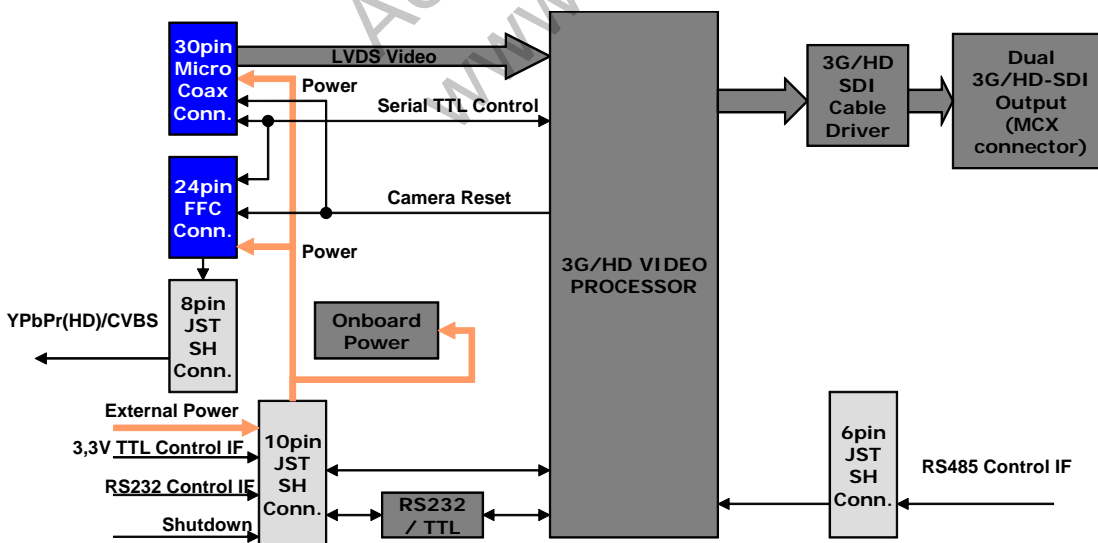 30pin
Micro
Coax
Conn.
LVDS Video
Power
Serial TTL Control
3G/HD
SDI
Cable
Driver
Dual
3G/HD-SDI
Output
(MCX
connector)
24pin
FFC
Conn.
Camera Reset
Power
3G/HD VIDEO
PROCESSOR
YPbPr(HD)/CVBS
8pin
JST
SH
Conn.
Onboard
Power
External Power
3,3V TTL Control IF
RS232 Control IF
Shutdown
10pin
JST
SH
Conn.
RS232
/ TTL
6pin
JST
SH
Conn.
RS485 Control IF